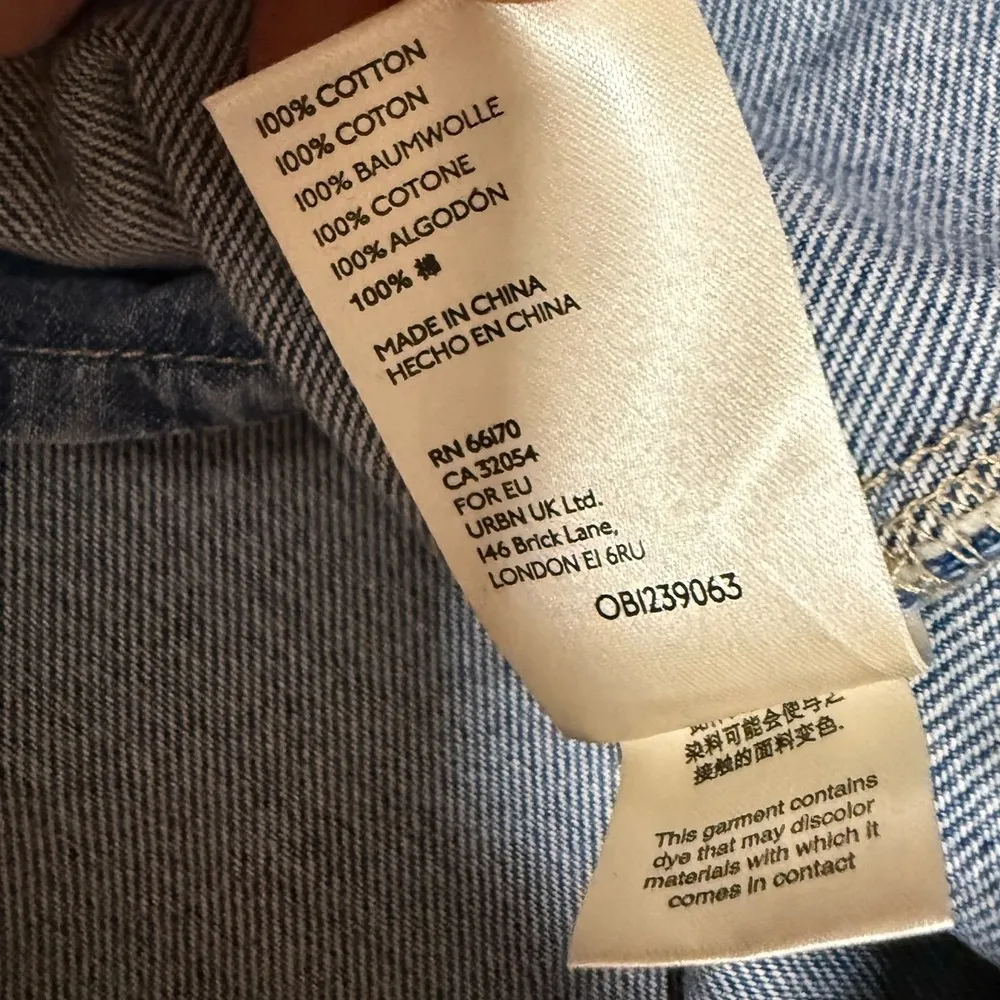 100% COTTON
100% COTON
100% BAUMWOLLE
100% COTONE
100% ALGODÓN
100% 棉
MADE IN CHINA
HECHO EN CHINA
RN 66170
CA 32054
FOR EU
URBN UK Ltd.
146 Brick Lane,
LONDON E1 6RU
OB1239063
染料可能会使与之
接触的面料变色.
This garment contains
dye that may discolor
materials with which it
comes in contact